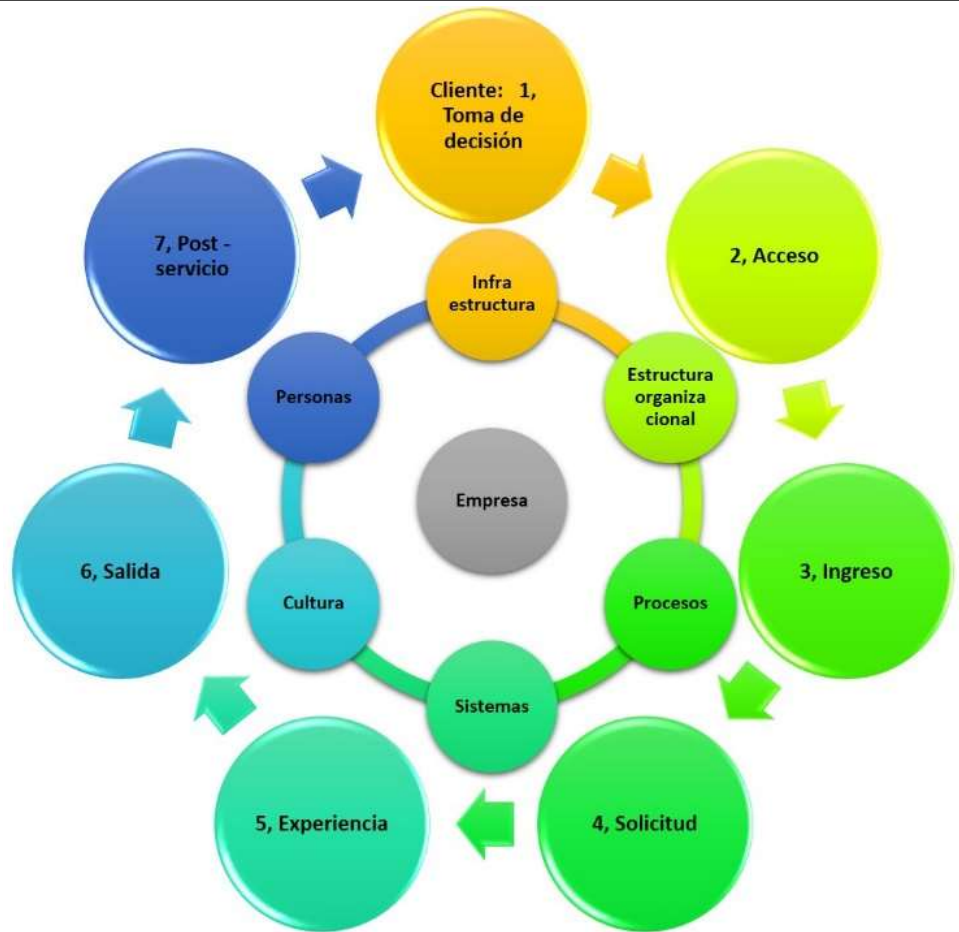 Cliente: 1,
Toma de
decisión
2, Acceso
3, Ingreso
4, Solicitud
5, Experiencia
6, Salida
7, Post -
servicio
Infra
estructura
Estructura
organiza
cional
Procesos
Sistemas
Cultura
Personas
Empresa